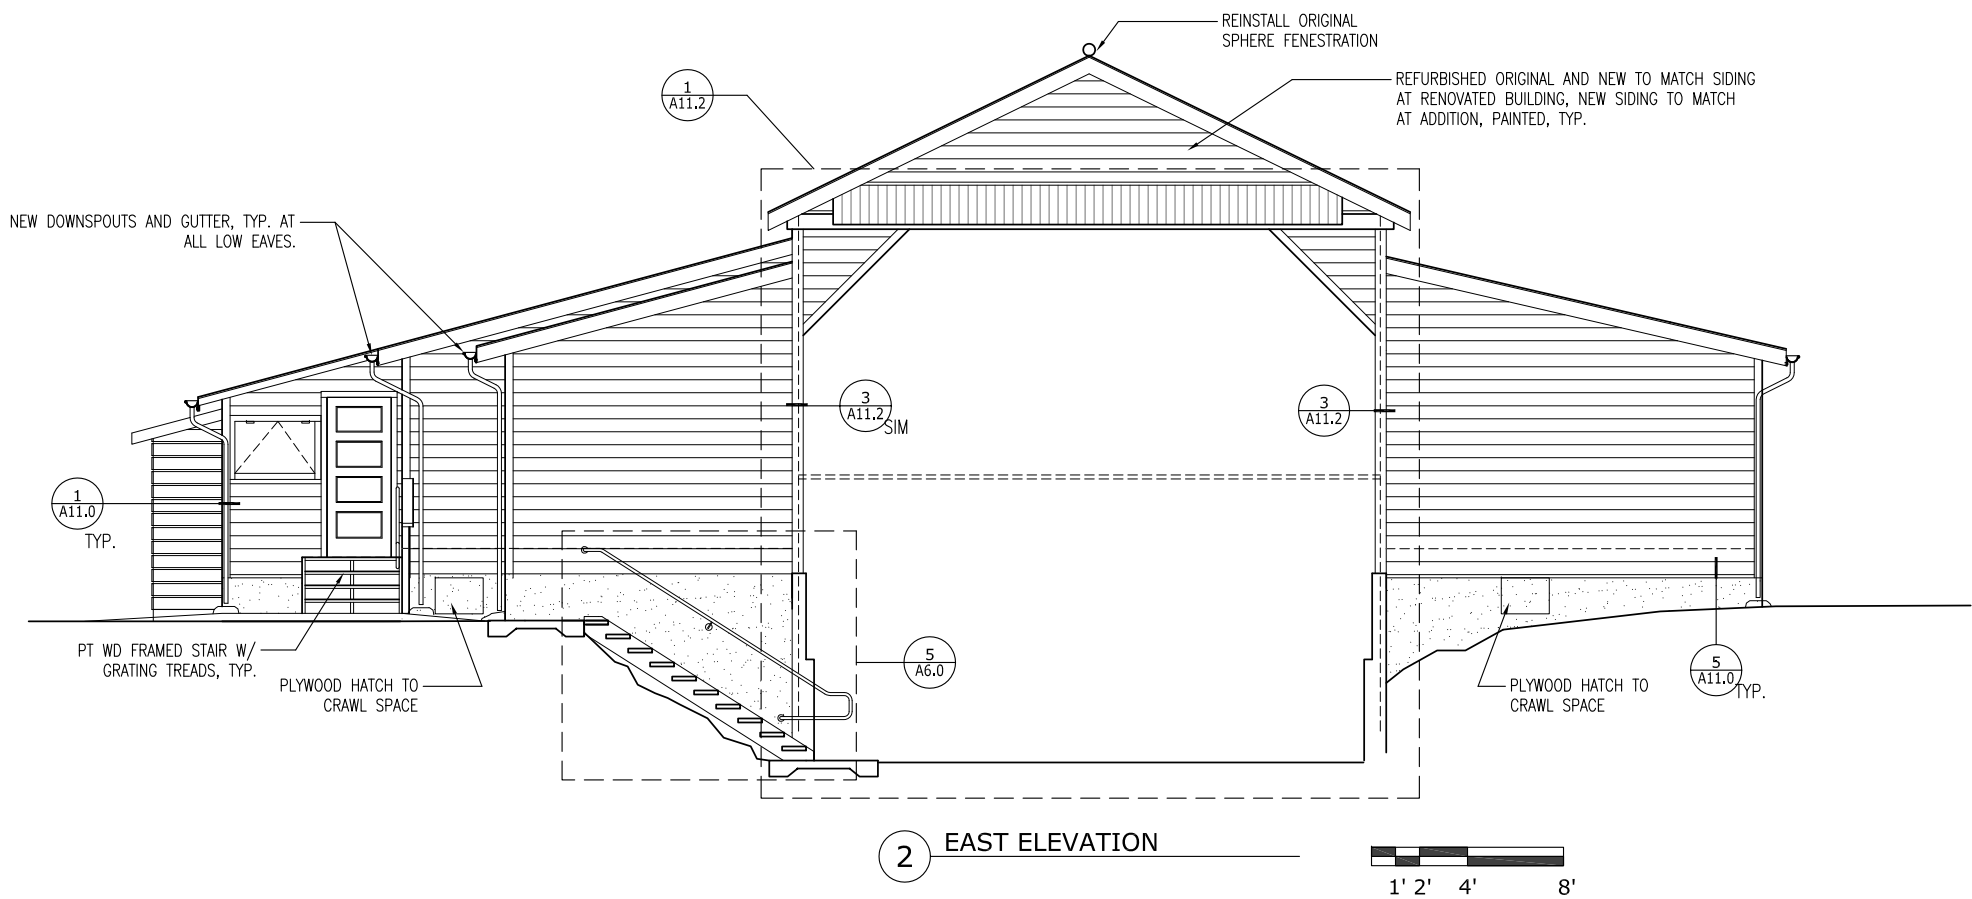 REINSTALL ORIGINAL
SPHERE FENESTRATION
REFURBISHED ORIGINAL AND NEW TO MATCH SIDING
AT RENOVATED BUILDING, NEW SIDING TO MATCH
AT ADDITION, PAINTED, TYP.
1
A11.2
NEW DOWNSPOUTS AND GUTTER, TYP. AT
ALL LOW EAVES.
3
A11.2
SIM
3
A11.2
1
A11.0
TYP.
PT WD FRAMED STAIR W/
GRATING TREADS, TYP.
PLYWOOD HATCH TO
CRAWL SPACE
5
A6.0
PLYWOOD HATCH TO
CRAWL SPACE
5
A11.0
TYP.
2
EAST ELEVATION
1' 2' 4' 8'